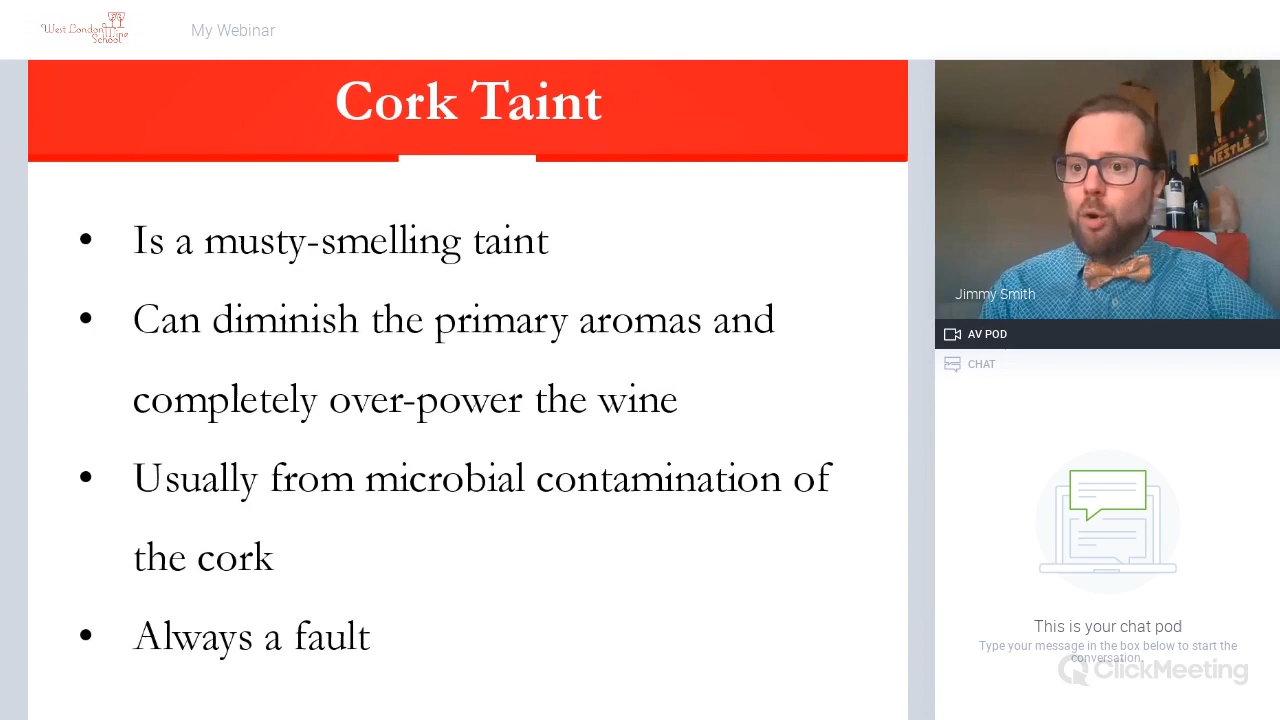 West London
Wine
School
My Webinar
Cork Taint
• Is a musty-smelling taint
• Can diminish the primary aromas and
completely over-power the wine
• Usually from microbial contamination of
the cork
• Always a fault
NESTLÉ
Jimmy Smith
AV POD
CHAT
This is your chat pod
Type your message in the box below to start the
conversation.
ClickMeeting